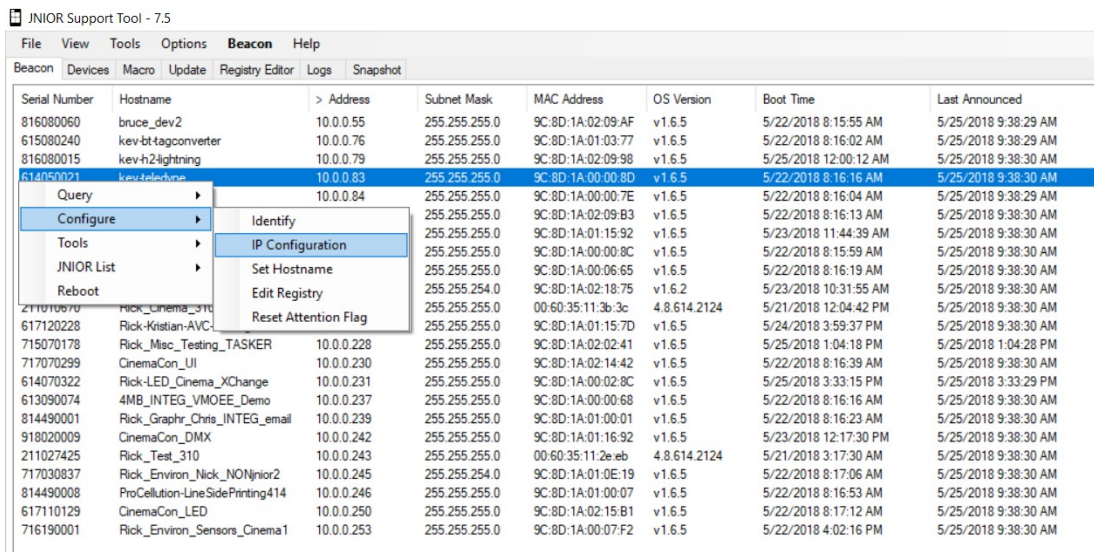 JNIOR Support Tool - 7.5
File View Tools Options Beacon Help
Beacon Devices Macro Update Registry Editor Logs Snapshot
Serial Number Hostname > Address Subnet Mask MAC Address OS Version Boot Time Last Announced
816080060 bruce_dev2 10.0.0.55 255.255.255.0 9C:8D:1A:02:09:AF v1.6.5 5/22/2018 8:15:55 AM 5/25/2018 9:38:29 AM
615080240 kev-bt-tagconverter 10.0.0.76 255.255.255.0 9C:8D:1A:01:03:77 v1.6.5 5/22/2018 8:16:02 AM 5/25/2018 9:38:29 AM
816080015 kev-h2-lightning 10.0.0.79 255.255.255.0 9C:8D:1A:02:09:98 v1.6.5 5/25/2018 12:00:12 AM 5/25/2018 9:38:30 AM
614050021 kev-teledyne 10.0.0.83 255.255.255.0 9C:8D:1A:00:00:8D v1.6.5 5/22/2018 8:16:16 AM 5/25/2018 9:38:30 AM
Query 10.0.0.84 255.255.255.0 9C:8D:1A:00:00:7E v1.6.5 5/22/2018 8:16:04 AM 5/25/2018 9:38:29 AM
Configure Identify 255.255.255.0 9C:8D:1A:02:09:B3 v1.6.5 5/22/2018 8:16:13 AM 5/25/2018 9:38:30 AM
255.255.255.0 9C:8D:1A:01:15:92 v1.6.5 5/23/2018 11:44:39 AM 5/25/2018 9:38:30 AM
Tools IP Configuration 255.255.255.0 9C:8D:1A:00:00:8C v1.6.5 5/22/2018 8:15:59 AM 5/25/2018 9:38:30 AM
JNIOR List Set Hostname 255.255.255.0 9C:8D:1A:00:06:65 v1.6.5 5/22/2018 8:16:19 AM 5/25/2018 9:38:30 AM
Reboot Edit Registry 255.255.254.0 9C:8D:1A:02:18:75 v1.6.2 5/23/2018 10:31:55 AM 5/25/2018 9:38:30 AM
211010670 Rick_Cinema_310 255.255.255.0 00:60:35:11:3b:3c 4.8.614.2124 5/21/2018 12:04:42 PM 5/25/2018 9:38:30 AM
Reset Attention Flag
617120228 Rick-Kristian-AVC- 255.255.255.0 9C:8D:1A:01:15:7D v1.6.5 5/24/2018 3:59:37 PM 5/25/2018 9:38:30 AM
715070178 Rick_Misc_Testing_TASKER 10.0.0.228 255.255.255.0 9C:8D:1A:02:02:41 v1.6.5 5/25/2018 1:04:18 PM 5/25/2018 1:04:28 PM
717070299 CinemaCon_UI 10.0.0.230 255.255.255.0 9C:8D:1A:02:14:42 v1.6.5 5/22/2018 8:16:39 AM 5/25/2018 9:38:30 AM
614070322 Rick-LED_Cinema_XChange 10.0.0.231 255.255.255.0 9C:8D:1A:00:02:8C v1.6.5 5/25/2018 3:33:15 PM 5/25/2018 3:33:29 PM
613090074 4MB_INTEG_VMOEE_Demo 10.0.0.237 255.255.255.0 9C:8D:1A:00:00:68 v1.6.5 5/22/2018 8:16:16 AM 5/25/2018 9:38:30 AM
814490001 Rick_Graphr_Chris_INTEG_email 10.0.0.239 255.255.255.0 9C:8D:1A:01:00:01 v1.6.5 5/22/2018 8:16:23 AM 5/25/2018 9:38:30 AM
918020009 CinemaCon_DMX 10.0.0.242 255.255.255.0 9C:8D:1A:01:16:92 v1.6.5 5/23/2018 12:17:30 PM 5/25/2018 9:38:30 AM
211027425 Rick_Test_310 10.0.0.243 255.255.255.0 00:60:35:11:2e:eb 4.8.614.2124 5/21/2018 3:17:30 AM 5/25/2018 9:38:30 AM
717030837 Rick_Environ_Nick_NONjnior2 10.0.0.245 255.255.254.0 9C:8D:1A:01:0E:19 v1.6.5 5/22/2018 8:17:06 AM 5/25/2018 9:38:30 AM
814490008 ProCellution-LineSidePrinting414 10.0.0.246 255.255.255.0 9C:8D:1A:01:00:07 v1.6.5 5/22/2018 8:16:53 AM 5/25/2018 9:38:30 AM
617110129 CinemaCon_LED 10.0.0.250 255.255.255.0 9C:8D:1A:02:15:B1 v1.6.5 5/22/2018 8:17:12 AM 5/25/2018 9:38:30 AM
716190001 Rick_Environ_Sensors_Cinema1 10.0.0.253 255.255.255.0 9C:8D:1A:00:07:F2 v1.6.5 5/22/2018 4:02:16 PM 5/25/2018 9:38:30 AM